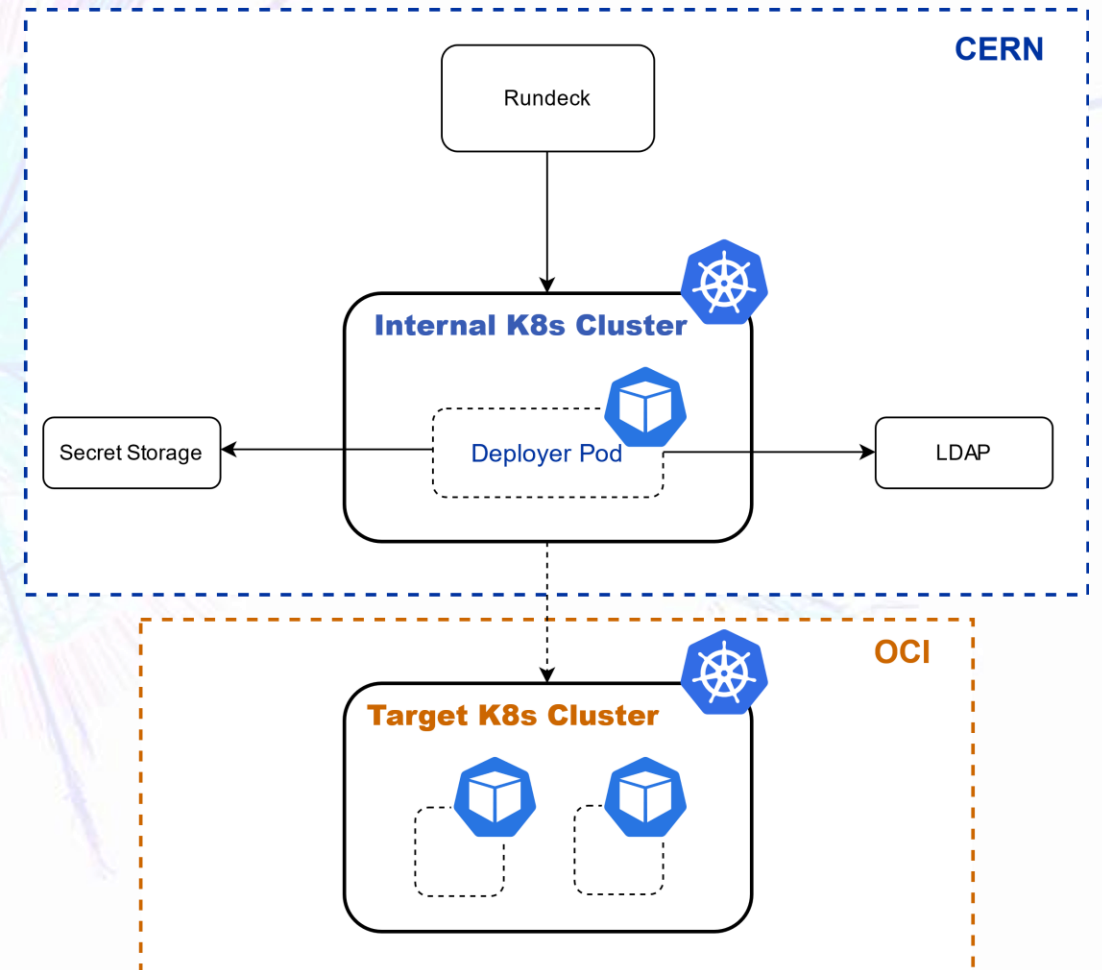 CERN
Rundeck
Internal K8s Cluster
Secret Storage
Deployer Pod
LDAP
OCI
Target K8s Cluster